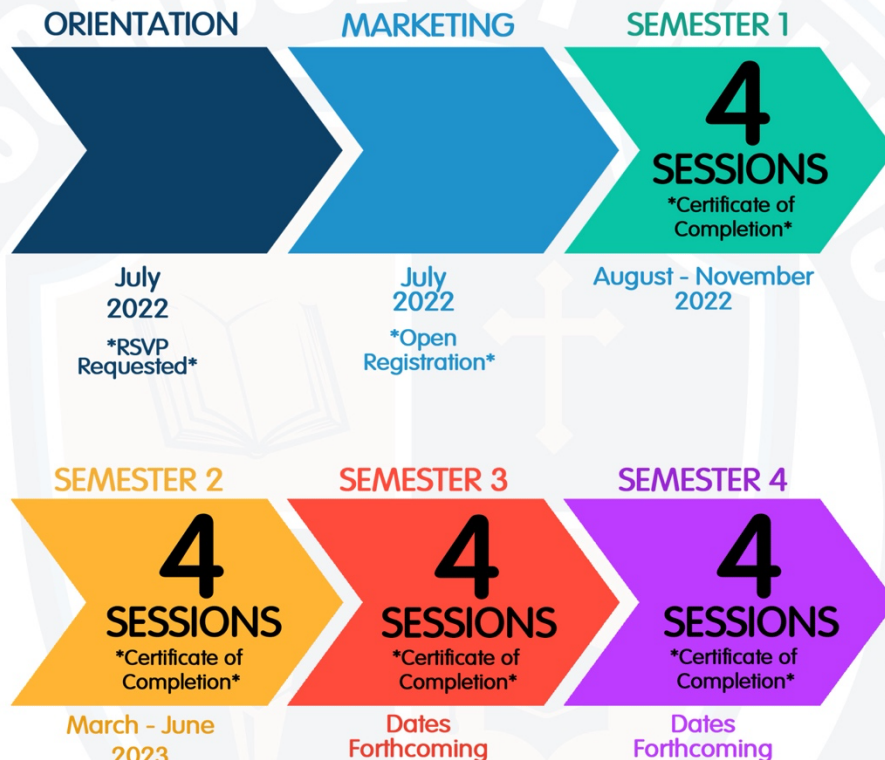 ORIENTATION
MARKETING
SEMESTER 1
4
SESSIONS
*Certificate of
Completion*
July
2022
*RSVP
Requested*
July
2022
*Open
Registration*
August - November
2022
SEMESTER 2
SEMESTER 3
SEMESTER 4
4
SESSIONS
*Certificate of
Completion*
4
SESSIONS
*Certificate of
Completion*
4
SESSIONS
*Certificate of
Completion*
March - June
2023
Dates
Forthcoming
Dates
Forthcoming